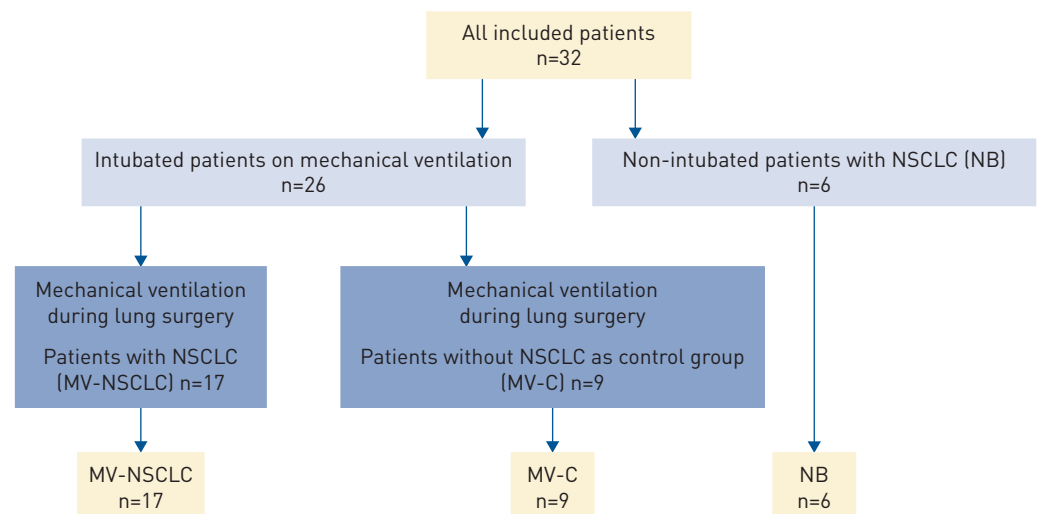 All included patients
n=32
Intubated patients on mechanical ventilation
n=26
Non-intubated patients with NSCLC (NB)
n=6
Mechanical ventilation
during lung surgery
Patients with NSCLC
(MV-NSCLC) n=17
Mechanical ventilation
during lung surgery
Patients without NSCLC as control group
(MV-C) n=9
MV-NSCLC
n=17
MV-C
n=9
NB
n=6